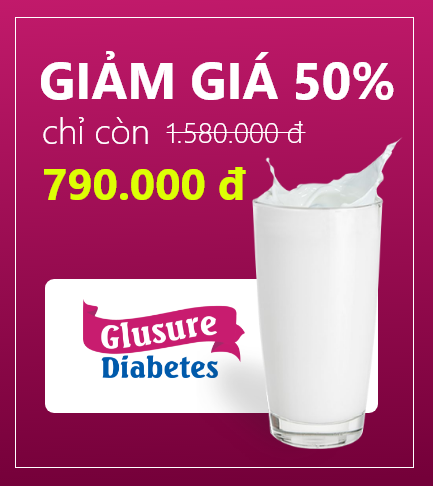 GIẢM GIÁ 50%
chỉ còn 1.580.000 đ
790.000 đ
Glusure
Diabetes